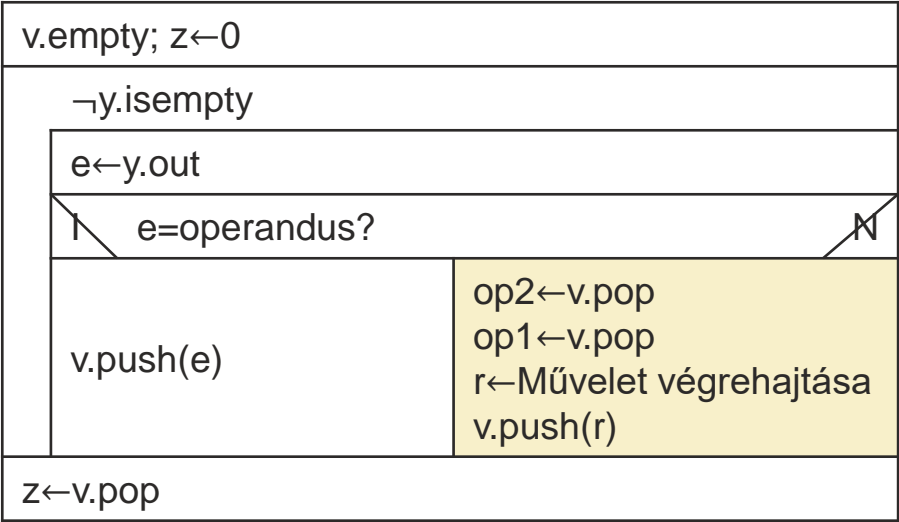 v.empty; z←0
¬y.isempty
e←y.out
I e=operandus? N
v.push(e)
op2←v.pop
op1←v.pop
r←Művelet végrehajtása
v.push(r)
z←v.pop